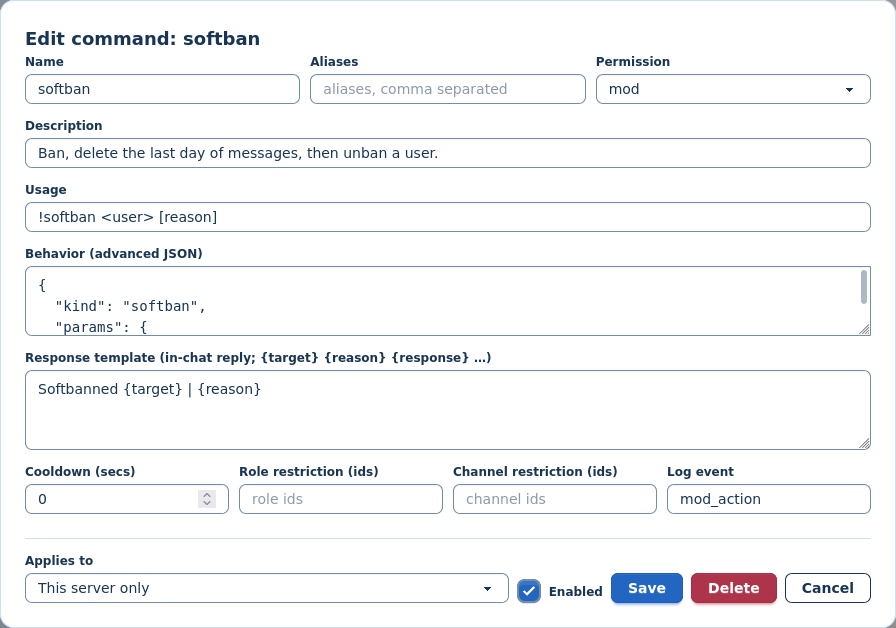 Edit command: softban
Name
Aliases
Permission
softban
aliases, comma separated
mod
Description
Ban, delete the last day of messages, then unban a user.
Usage
!softban <user> [reason]
Behavior (advanced JSON)
{
"kind": "softban",
"params": {
Response template (in-chat reply; {target} {reason} {response} …)
Softbanned {target} | {reason}
Cooldown (secs)
Role restriction (ids)
Channel restriction (ids)
Log event
0
role ids
channel ids
mod_action
Applies to
This server only
Enabled
Save
Delete
Cancel